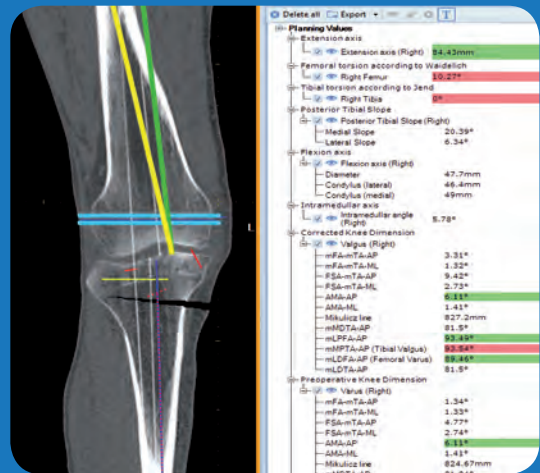 Delete all Export T
Planning Values
Extension axis
Extension axis (Right) 84.43mm
Femoral torsion according to Waidelich
Right Femur 10.27°
Tibial torsion according to Jend
Right Tibia 0°
Posterior Tibial Slope
Posterior Tibial Slope (Right)
Medial Slope 20.39°
Lateral Slope 6.34°
Flexion axis
Flexion axis (Right)
Diameter 47.7mm
Condylus (lateral) 46.4mm
Condylus (medial) 49mm
Intramedullar axis
Intramedullar angle (Right) 5.78°
Corrected Knee Dimension
Valgus (Right)
mFA-mTA-AP 3.31°
mFA-mTA-ML 1.32°
FSA-mTA-AP 9.42°
FSA-mTA-ML 2.73°
AMA-AP 6.11°
AMA-ML 1.41°
Mikulicz line 827.2mm
mMDTA-AP 81.5°
mLPFA-AP 93.49°
mMPTA-AP (Tibial Valgus) 93.54°
mLDFA-AP (Femoral Varus) 89.46°
mLDTA-AP 81.5°
Preoperative Knee Dimension
Varus (Right)
mFA-mTA-AP 1.34°
mFA-mTA-ML 1.33°
FSA-mTA-AP 4.77°
FSA-mTA-ML 2.74°
AMA-AP 6.11°
AMA-ML 1.41°
Mikulicz line 824.67mm